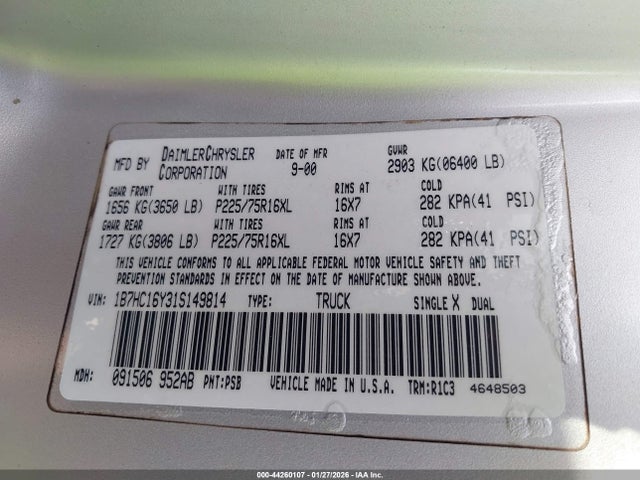 MFD BY DAIMLERCHRYSLER CORPORATION DATE OF MFR 9-00 GVWR 2903 KG(06400 LB)
GAWR FRONT WITH TIRES RIMS AT COLD
1656 KG(3650 LB) P225/75R16XL 16X7 282 KPA(41 PSI)
GAWR REAR WITH TIRES RIMS AT COLD
1727 KG(3806 LB) P225/75R16XL 16X7 282 KPA(41 PSI)
THIS VEHICLE CONFORMS TO ALL APPLICABLE FEDERAL MOTOR VEHICLE SAFETY AND THEFT
PREVENTION STANDARDS IN EFFECT ON THE DATE OF MANUFACTURE SHOWN ABOVE.
VIN: 1B7HC16Y31S149814 TYPE: TRUCK SINGLE X DUAL
MDH: 091506 952AB PNT:PSB VEHICLE MADE IN U.S.A. TRM:R1C3 4648503
000-44260107 - 01/27/2026 - IAA Inc.